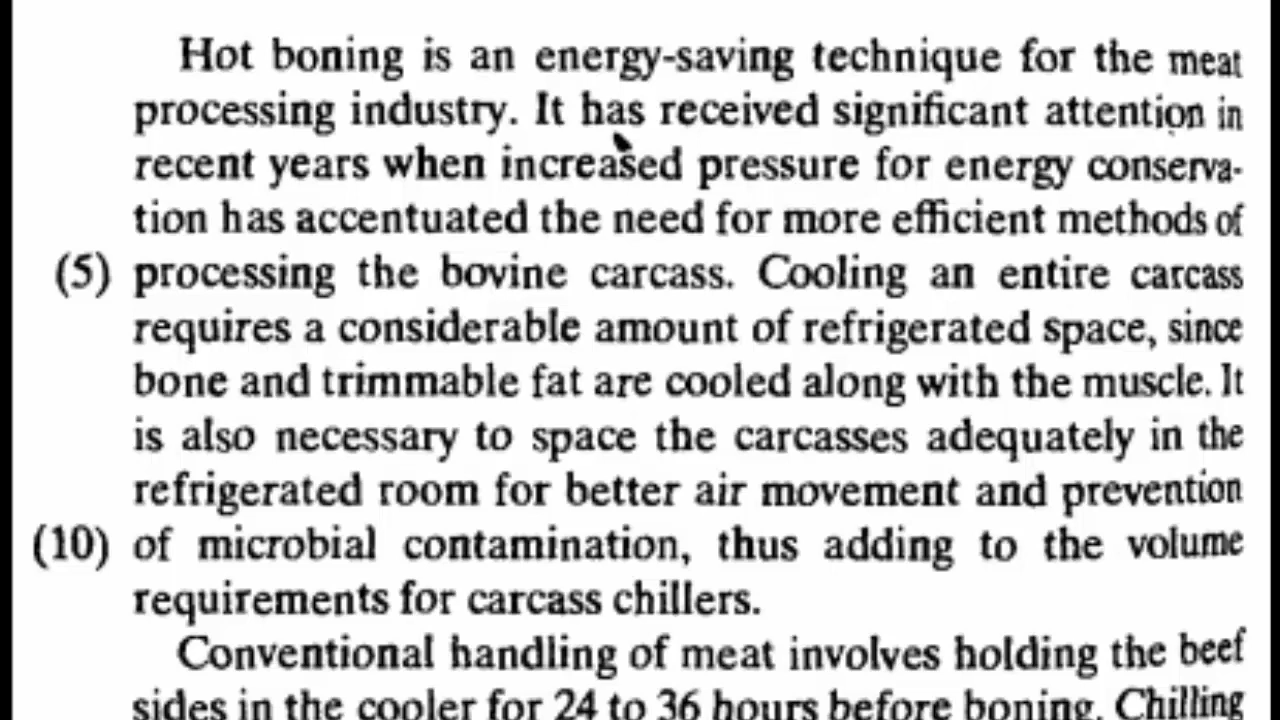 Hot boning is an energy-saving technique for the meat
processing industry. It has received significant attention in
recent years when increased pressure for energy conserva-
tion has accentuated the need for more efficient methods of
(5) processing the bovine carcass. Cooling an entire carcass
requires a considerable amount of refrigerated space, since
bone and trimmable fat are cooled along with the muscle. It
is also necessary to space the carcasses adequately in the
refrigerated room for better air movement and prevention
(10) of microbial contamination, thus adding to the volume
requirements for carcass chillers.
Conventional handling of meat involves holding the beef
sides in the cooler for 24 to 36 hours before boning. Chilling